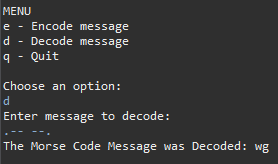 MENU
e - Encode message
d - Decode message
q - Quit
Choose an option:
d
Enter message to decode:
.-- --.
The Morse Code Message was Decoded: wg